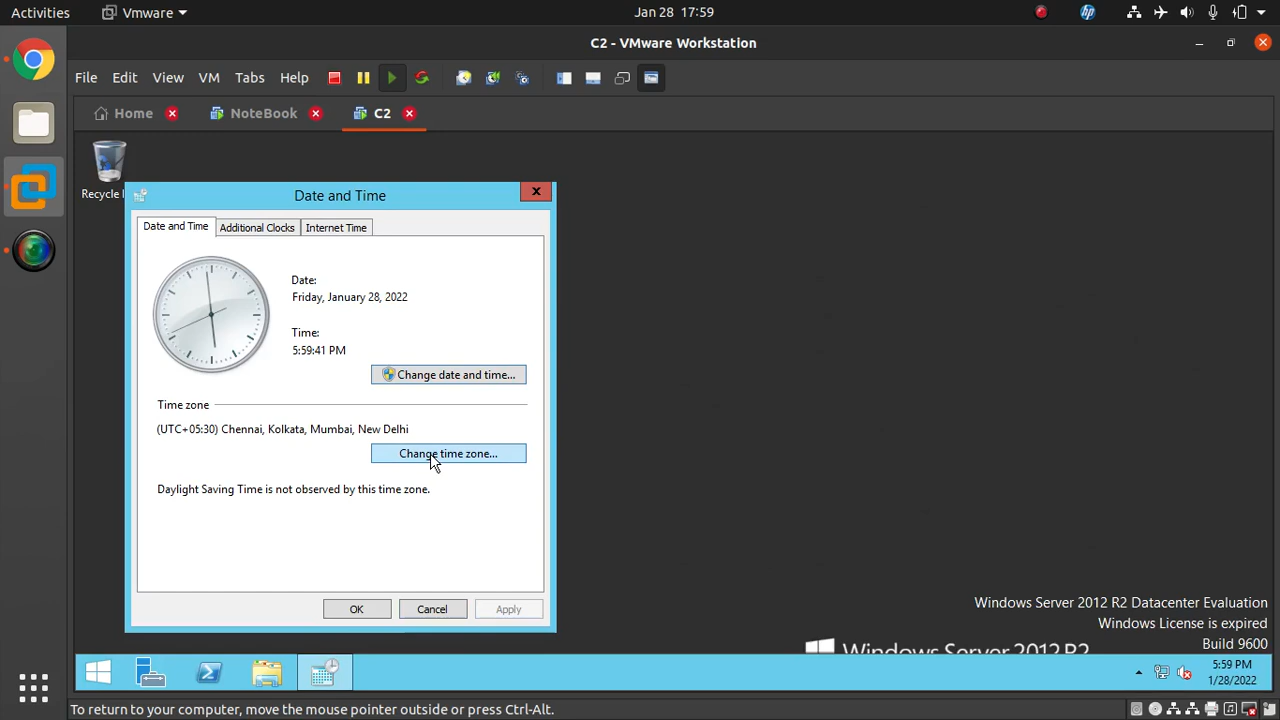 Activities
Vmware
Jan 28 17:59
C2 - VMware Workstation
File Edit View VM Tabs Help
Home NoteBook C2
Recycle
Date and Time
Date and Time Additional Clocks Internet Time
Date:
Friday, January 28, 2022
Time:
5:59:41 PM
Change date and time...
Time zone
(UTC+05:30) Chennai, Kolkata, Mumbai, New Delhi
Change time zone...
Daylight Saving Time is not observed by this time zone.
OK Cancel Apply
Windows Server 2012 R2 Datacenter Evaluation
Windows License is expired
Build 9600
Windows Server 2012 R2
5:59 PM
1/28/2022
To return to your computer, move the mouse pointer outside or press Ctrl-Alt.